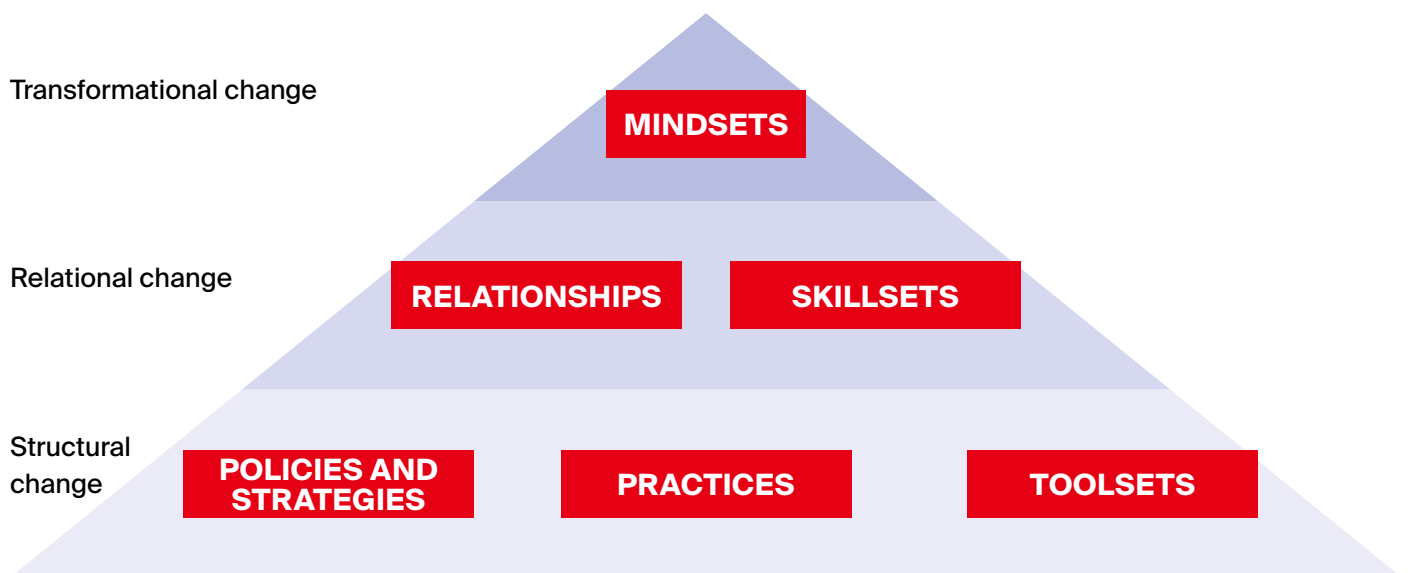 Transformational change
MINDSETS
Relational change
RELATIONSHIPS
SKILLSETS
Structural
change
POLICIES AND
STRATEGIES
PRACTICES
TOOLSETS